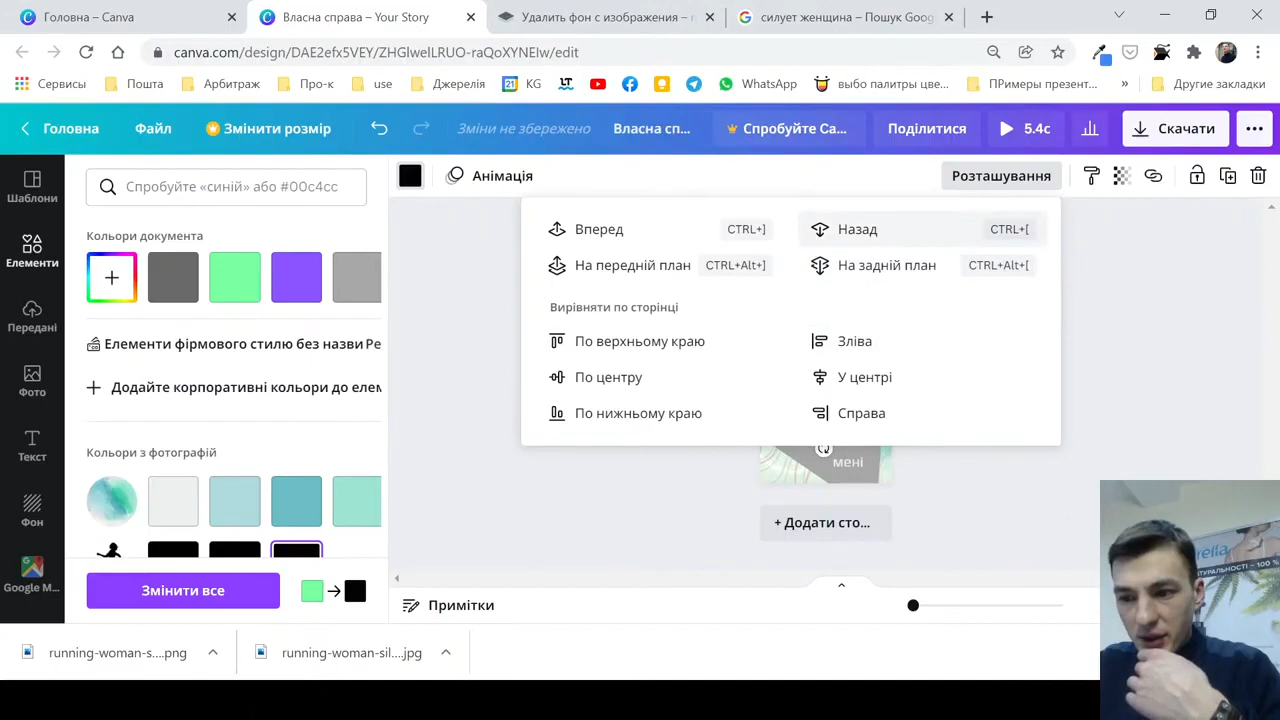 Головна – Canva
Власна справа – Your Story
Удалить фон с изображения –
силует женщина – Пошук Goog
canva.com/design/DAE2efx5VEY/ZHGlwelLRUO-raQoXYNEIw/edit
Сервисы
Пошта
Арбитраж
Про-к
use
Джерелія
KG
WhatsApp
выбо палитры цве...
ПРимеры презент...
»
Другие закладки
Головна
Файл
Змінити розмір
Зміни не збережено
Власна сп...
Спробуйте Са...
Поділитися
5.4с
Скачати
Шаблони
Елементи
Передані
Фото
Текст
Фон
Google M...
Спробуйте «синій» або #00c4cc
Кольори документа
Елементи фірмового стилю без назви Ре
Додайте корпоративні кольори до елем
Кольори з фотографій
Змінити все
Анімація
Розташування
Вперед CTRL+]
Назад CTRL+[
На передній план CTRL+Alt+]
На задній план CTRL+Alt+[
Вирівняти по сторінці
По верхньому краю
Зліва
По центру
У центрі
По нижньому краю
Справа
мені
+ Додати сто...
Примітки
running-woman-s....png
running-woman-sil....jpg